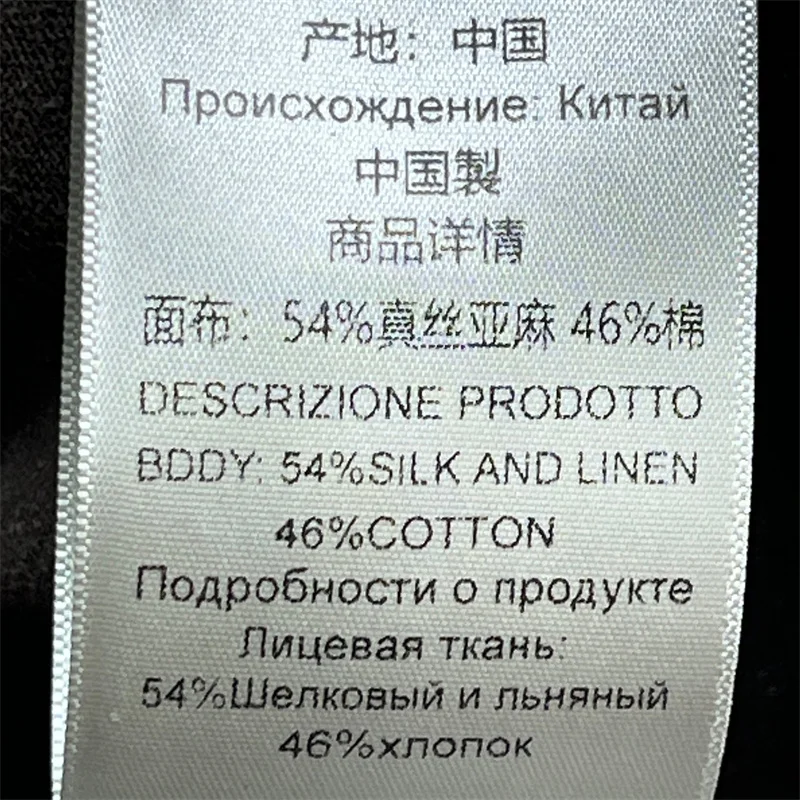 产地：中国
Происхождение: Китай
中国製
商品详情
面布：54%真丝亚麻 46%棉
DESCRIZIONE PRODOTTO
BDDY: 54%SILK AND LINEN
46%COTTON
Подробности о продукте
Лицевая ткань:
54%Шелковый и льняный
46%хлопок